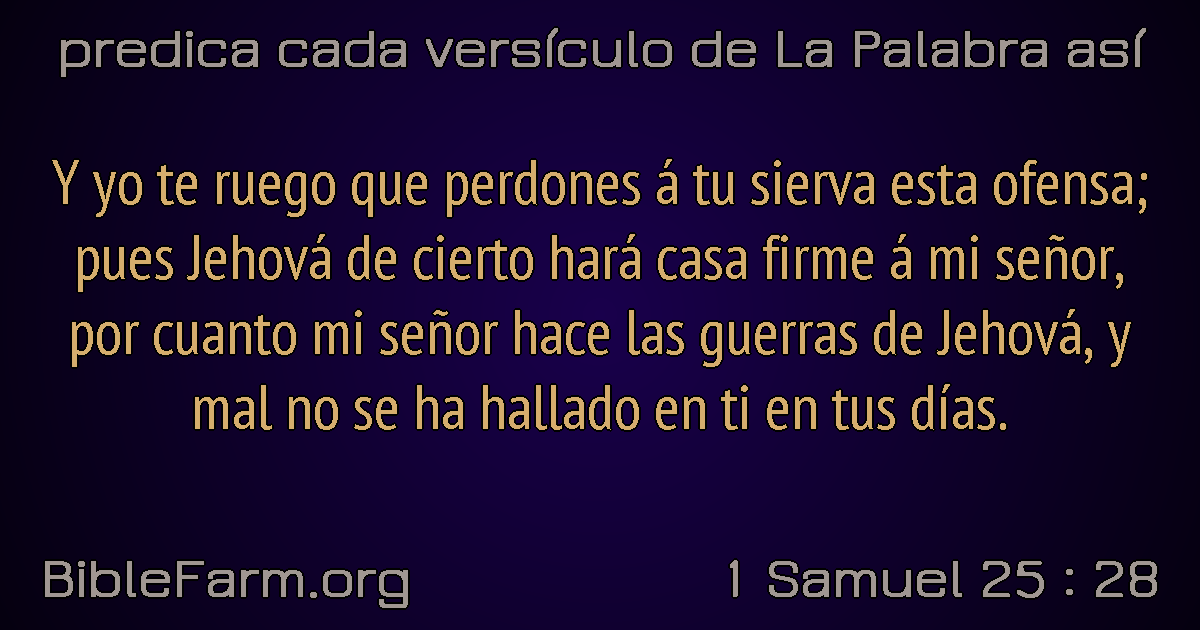 predica cada versículo de La Palabra así
Y yo te ruego que perdones á tu sierva esta ofensa;
pues Jehová de cierto hará casa firme á mi señor,
por cuanto mi señor hace las guerras de Jehová, y
mal no se ha hallado en ti en tus días.
BibleFarm.org
1 Samuel 25 : 28